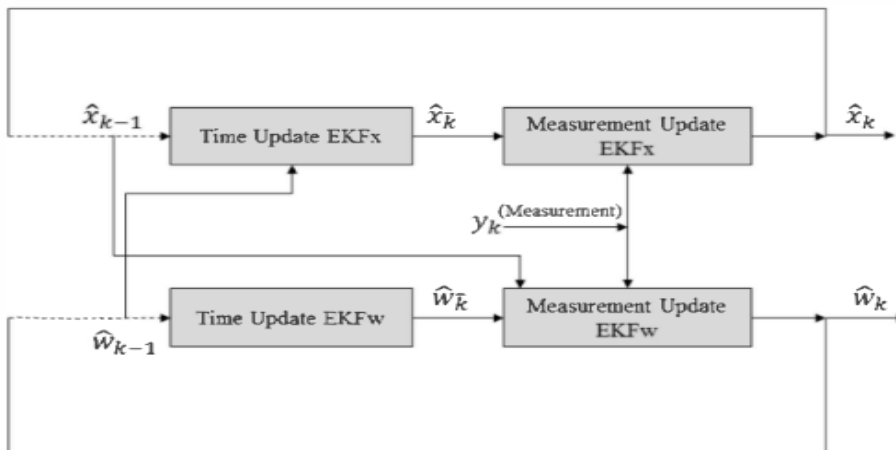 x̂ₖ₋₁
Time Update EKFx
x̂ₖ̄
Measurement Update
EKFx
x̂ₖ
yₖ (Measurement)
ŵₖ₋₁
Time Update EKFw
ŵₖ̄
Measurement Update
EKFw
ŵₖ